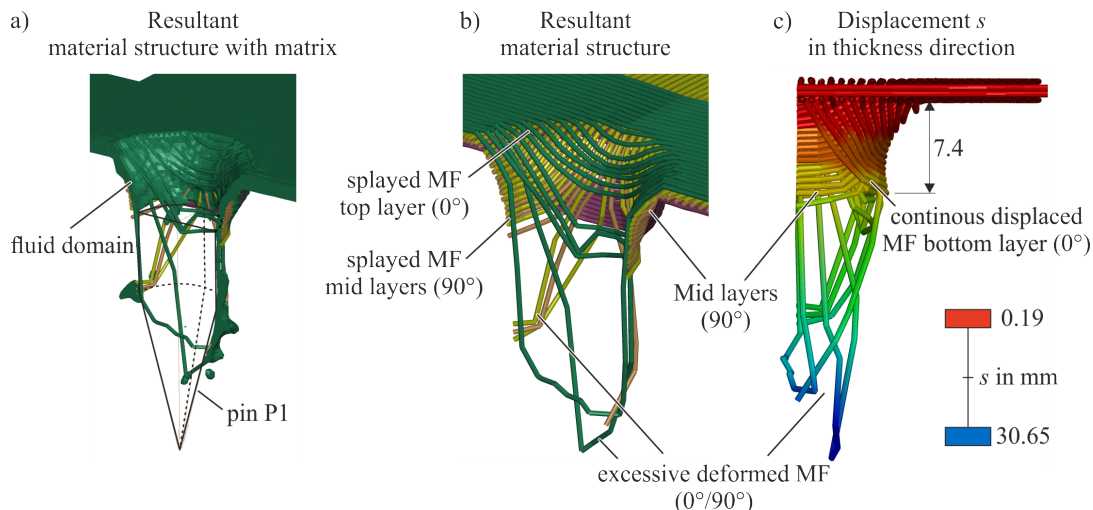 a)
Resultant
material structure with matrix
fluid domain
pin P1
b)
Resultant
material structure
splayed MF
top layer (0°)
splayed MF
mid layers (90°)
Mid layers
(90°)
excessive deformed MF
(0°/90°)
c)
Displacement s
in thickness direction
7.4
continous displaced
MF bottom layer (0°)
0.19
s in mm
30.65